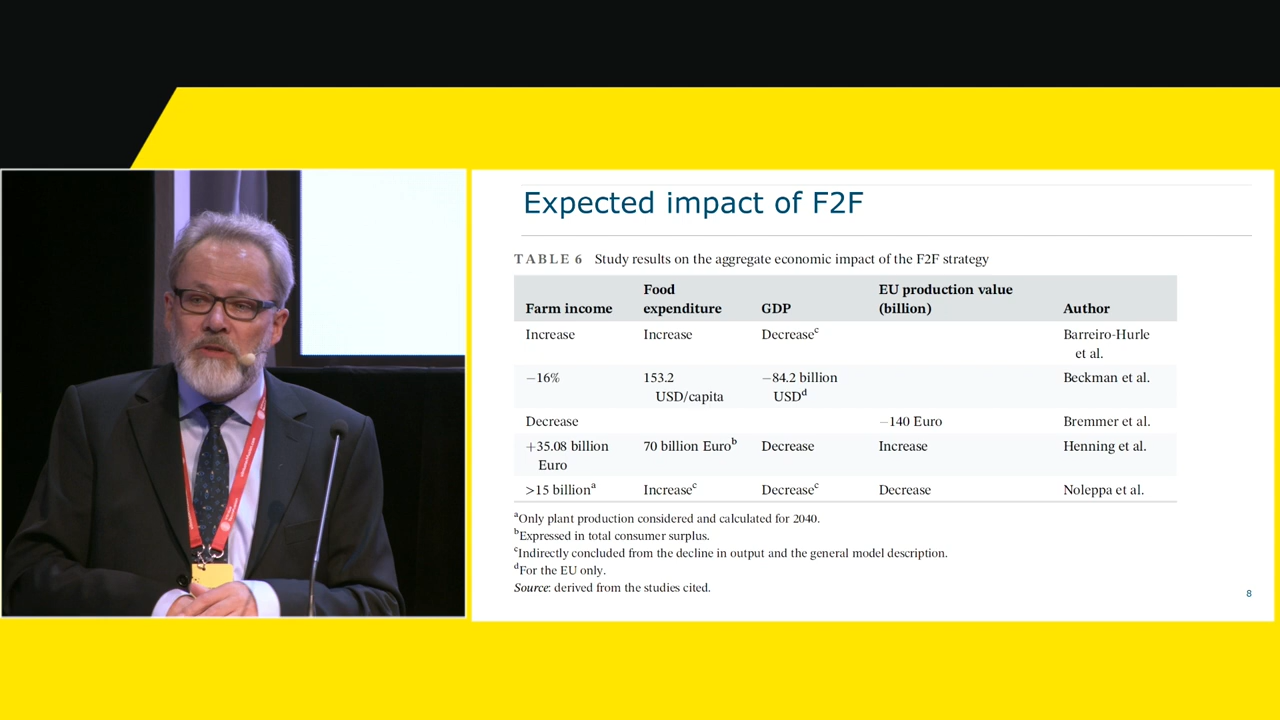 Expected impact of F2F
TABLE 6 Study results on the aggregate economic impact of the F2F strategy
Farm income Food expenditure GDP EU production value (billion) Author
Increase Increase Decreaseᶜ Barreiro-Hurle et al.
−16% 153.2 USD/capita −84.2 billion USDᵈ Beckman et al.
Decrease −140 Euro Bremmer et al.
+35.08 billion Euro 70 billion Euroᵇ Decrease Increase Henning et al.
>15 billionᵃ Increaseᶜ Decreaseᶜ Decrease Noleppa et al.
ᵃOnly plant production considered and calculated for 2040.
ᵇExpressed in total consumer surplus.
ᶜIndirectly concluded from the decline in output and the general model description.
ᵈFor the EU only.
Source: derived from the studies cited.
8